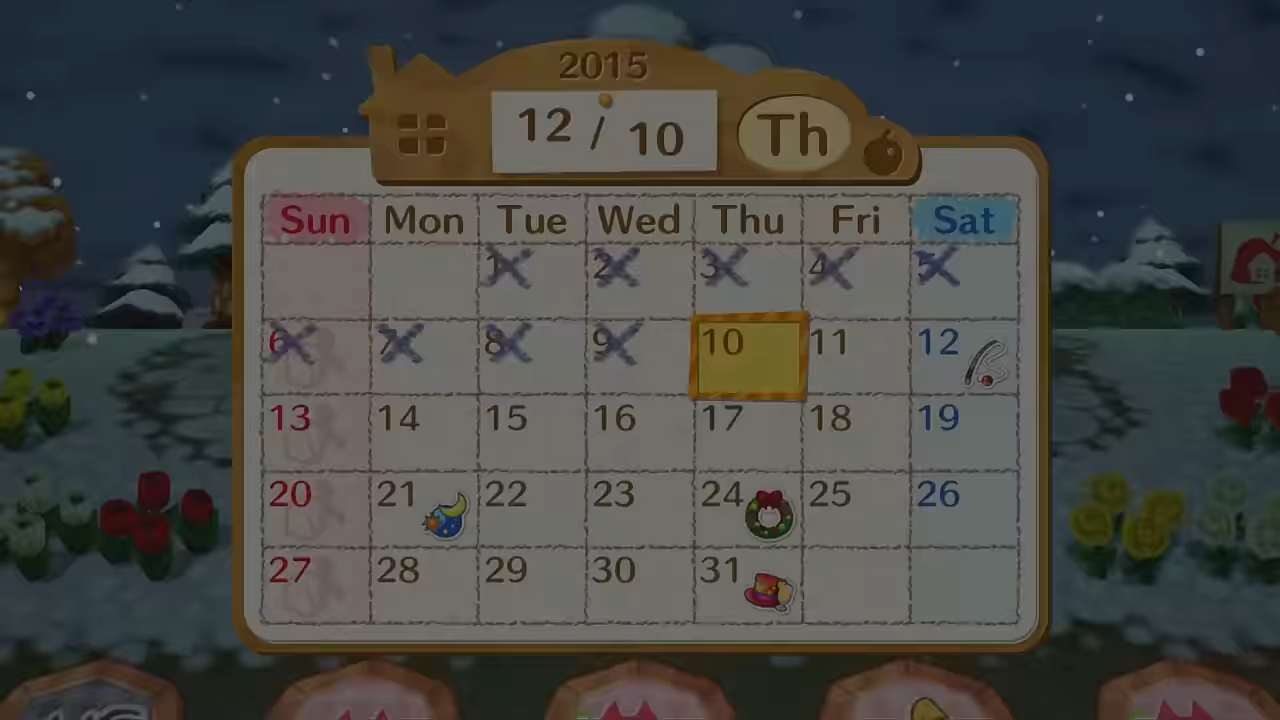 2015
12 / 10 Th
Sun Mon Tue Wed Thu Fri Sat
1 2 3 4 5
6 7 8 9 10 11 12
13 14 15 16 17 18 19
20 21 22 23 24 25 26
27 28 29 30 31